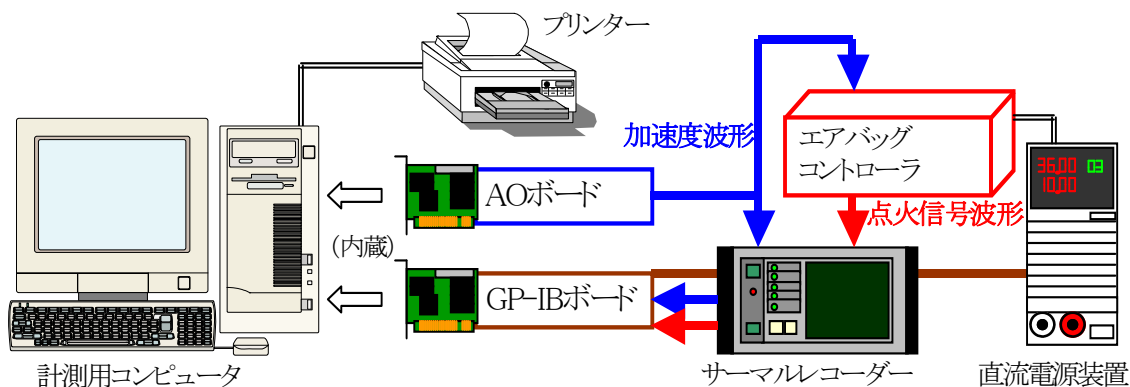 プリンター
加速度波形
エアバッグ
コントローラ
36.00 03
10.00
AOボード
点火信号波形
(内蔵)
GP-IBボード
計測用コンピュータ
サーマルレコーダー
直流電源装置